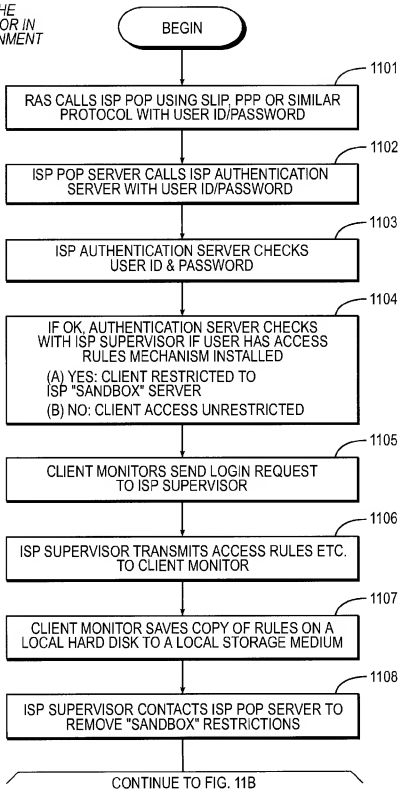 HE
OR IN
NMENT
BEGIN
1101
RAS CALLS ISP POP USING SLIP, PPP OR SIMILAR
PROTOCOL WITH USER ID/PASSWORD
1102
ISP POP SERVER CALLS ISP AUTHENTICATION
SERVER WITH USER ID/PASSWORD
1103
ISP AUTHENTICATION SERVER CHECKS
USER ID & PASSWORD
1104
IF OK, AUTHENTICATION SERVER CHECKS
WITH ISP SUPERVISOR IF USER HAS ACCESS
RULES MECHANISM INSTALLED
(A) YES: CLIENT RESTRICTED TO
ISP "SANDBOX" SERVER
(B) NO: CLIENT ACCESS UNRESTRICTED
1105
CLIENT MONITORS SEND LOGIN REQUEST
TO ISP SUPERVISOR
1106
ISP SUPERVISOR TRANSMITS ACCESS RULES ETC.
TO CLIENT MONITOR
1107
CLIENT MONITOR SAVES COPY OF RULES ON A
LOCAL HARD DISK TO A LOCAL STORAGE MEDIUM
1108
ISP SUPERVISOR CONTACTS ISP POP SERVER TO
REMOVE "SANDBOX" RESTRICTIONS
CONTINUE TO FIG. 11B